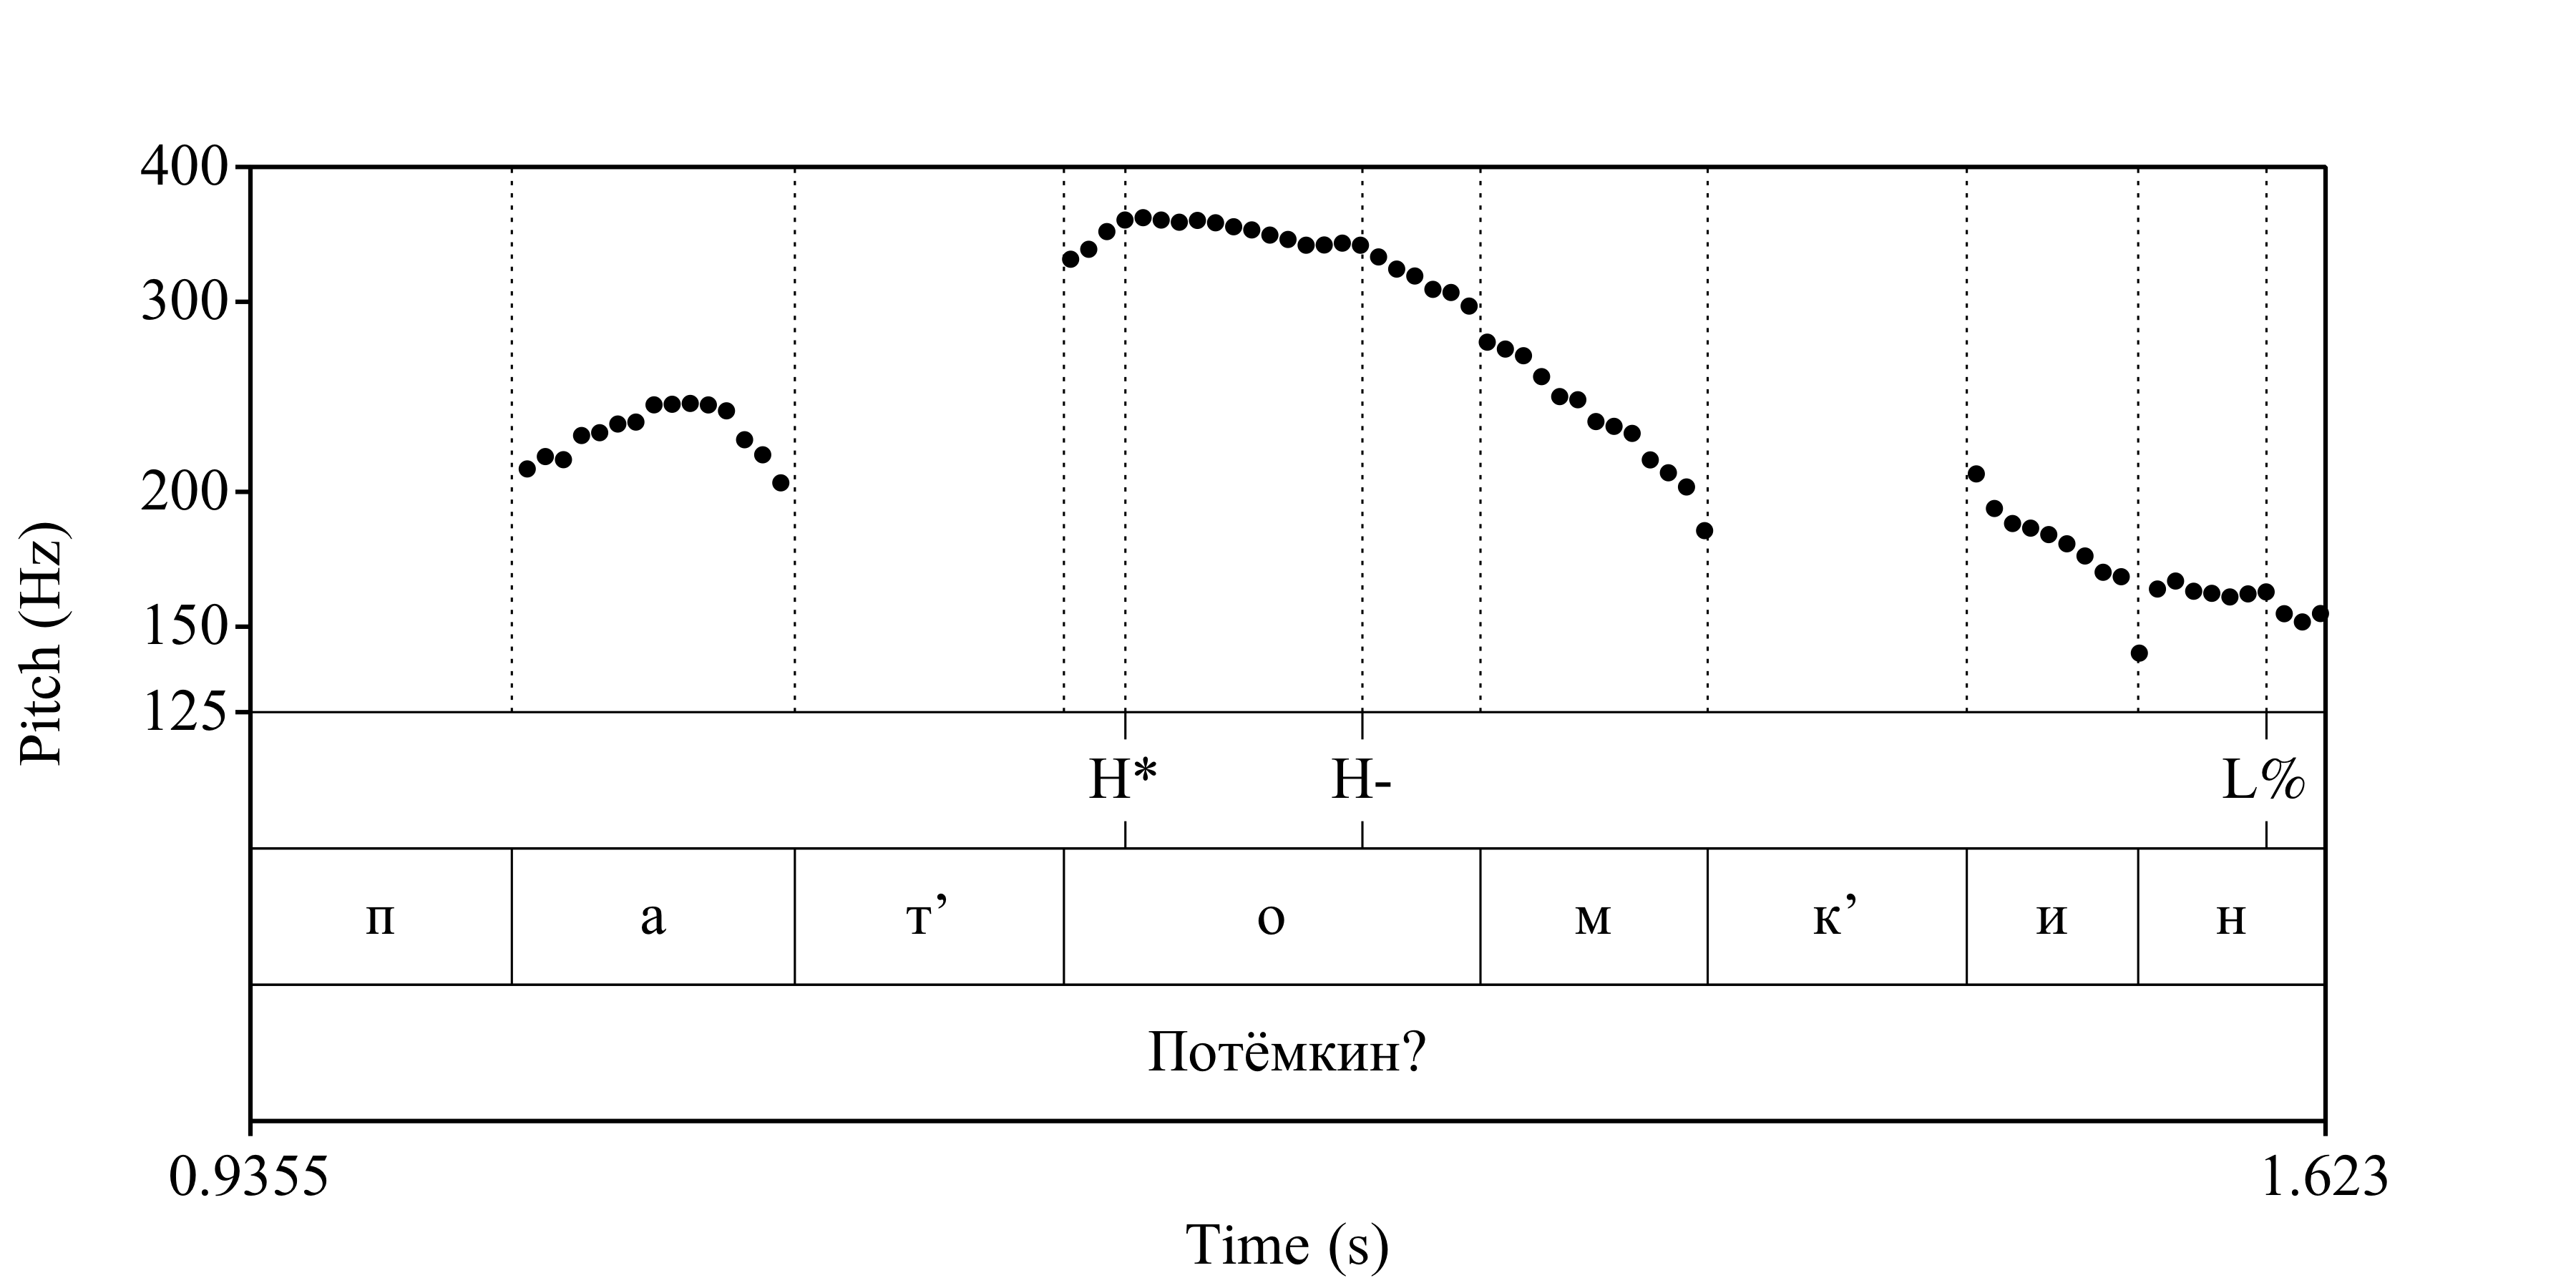 400
300
200
150
125
Pitch (Hz)
H* H- L%
п а т’ о м к’ и н
Потёмкин?
0.9355 1.623
Time (s)